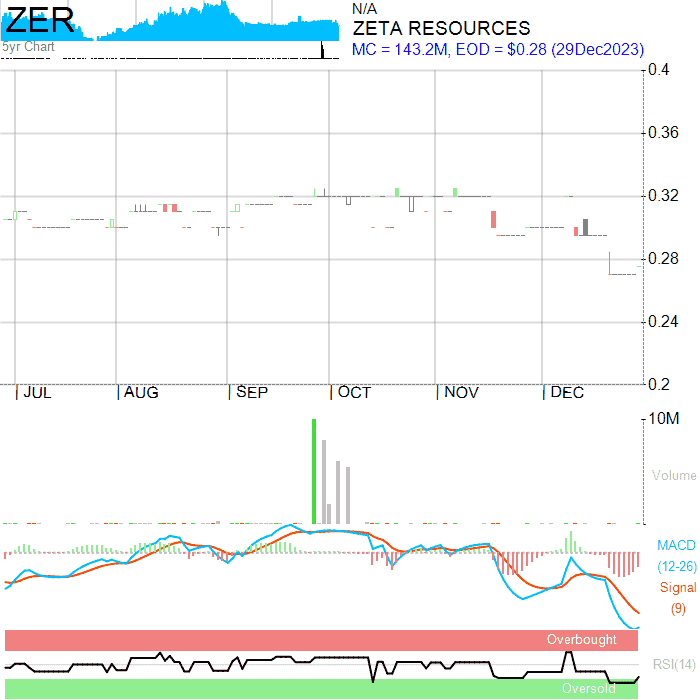 ZER
5yr Chart
N/A
ZETA RESOURCES
MC = 143.2M, EOD = $0.28 (29Dec2023)
0.4
0.36
0.32
0.28
0.24
0.2
JUL AUG SEP OCT NOV DEC
10M
Volume
MACD
(12-26)
Signal
(9)
Overbought
RSI(14)
Oversold